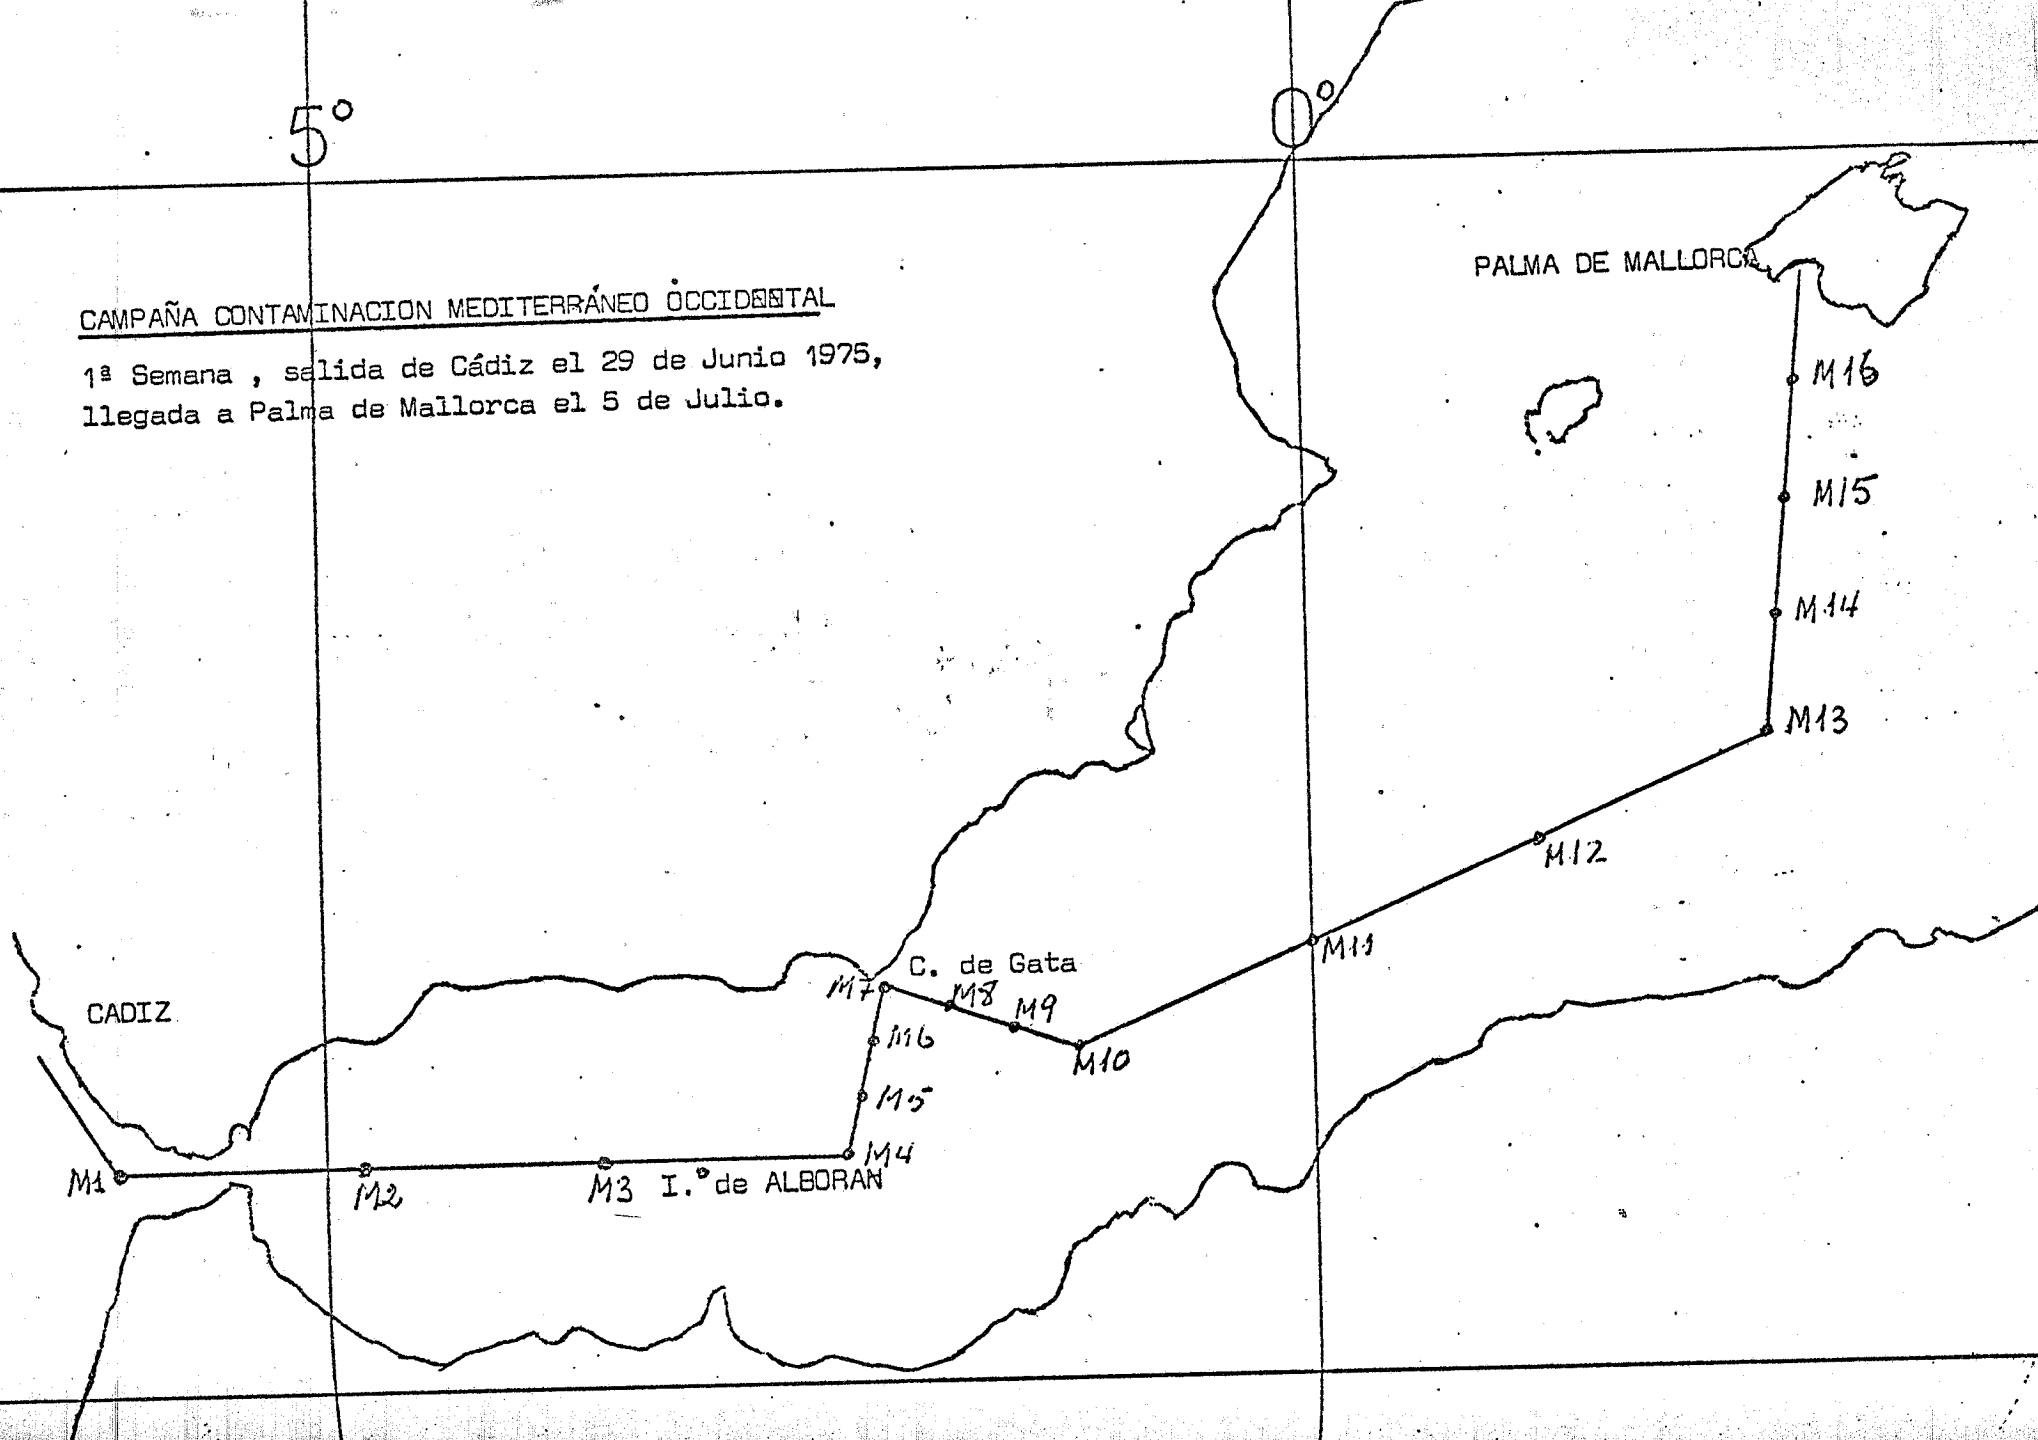 5°
0°
PALMA DE MALLORCA
CAMPAÑA CONTAMINACION MEDITERRÁNEO OCCIDENTAL
1ª Semana , salida de Cádiz el 29 de Junio 1975,
llegada a Palma de Mallorca el 5 de Julio.
M16
M15
M14
M13
M12
M11
C. de Gata
M7
M8
M9
CADIZ
M6
M10
M5
M4
M1
M2
M3
I.ª de ALBORAN